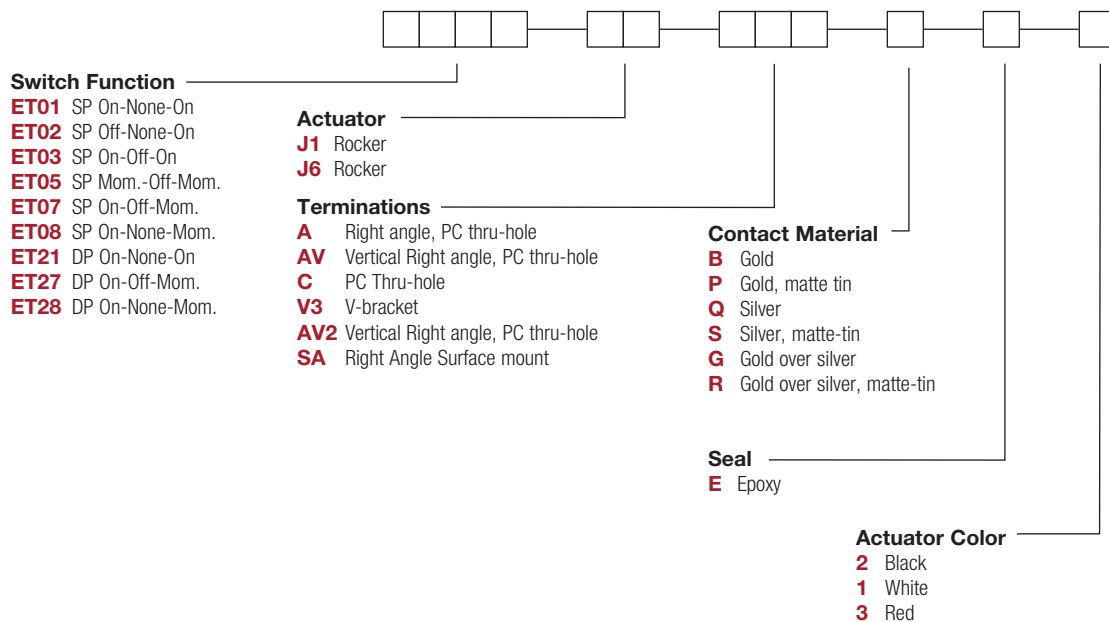 Switch Function
ET01 SP On-None-On
ET02 SP Off-None-On
ET03 SP On-Off-On
ET05 SP Mom.-Off-Mom.
ET07 SP On-Off-Mom.
ET08 SP On-None-Mom.
ET21 DP On-None-On
ET27 DP On-Off-Mom.
ET28 DP On-None-Mom.
Actuator
J1 Rocker
J6 Rocker
Terminations
A Right angle, PC thru-hole
AV Vertical Right angle, PC thru-hole
C PC Thru-hole
V3 V-bracket
AV2 Vertical Right angle, PC thru-hole
SA Right Angle Surface mount
Contact Material
B Gold
P Gold, matte tin
Q Silver
S Silver, matte-tin
G Gold over silver
R Gold over silver, matte-tin
Seal
E Epoxy
Actuator Color
2 Black
1 White
3 Red